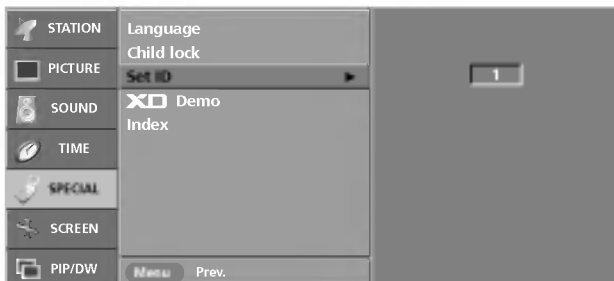 STATION
PICTURE
SOUND
TIME
SPECIAL
SCREEN
PIP/DW
Language
Child lock
Set ID
XD Demo
Index
Menu Prev.
1